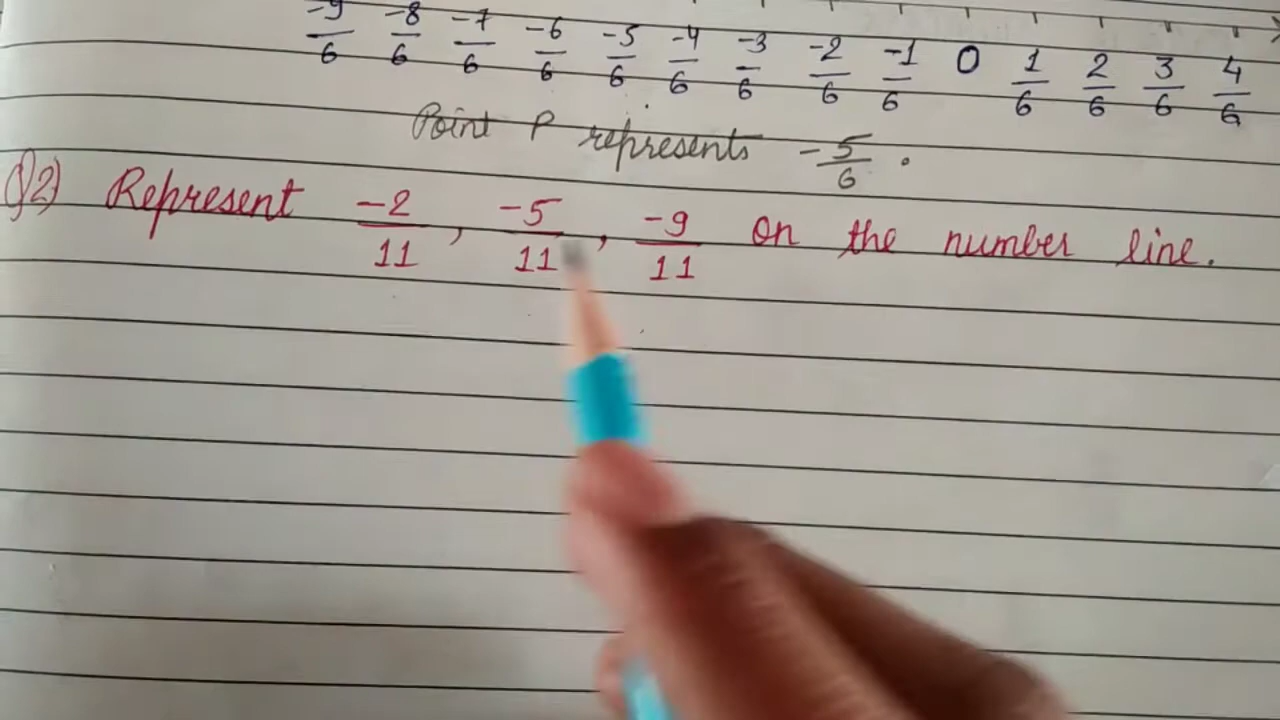 -9/6 -8/6 -7/6 -6/6 -5/6 -4/6 -3/6 -2/6 -1/6 0 1/6 2/6 3/6 4/6
Point P represents -5/6 .
Q2) Represent -2/11 , -5/11 , -9/11 on the number line.